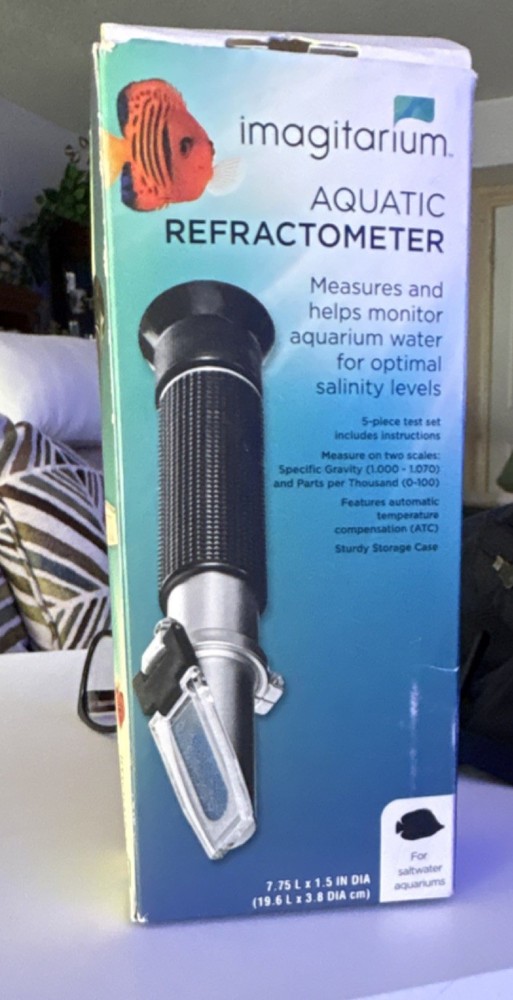 imagitarium™
AQUATIC
REFRACTOMETER
Measures and
helps monitor
aquarium water
for optimal
salinity levels
5-piece test set
includes instructions
Measure on two scales:
Specific Gravity (1.000 - 1.070)
and Parts per Thousand (0-100)
Features automatic
temperature
compensation (ATC)
Sturdy Storage Case
For
saltwater
aquariums
7.75 L x 1.5 IN DIA
(19.6 L x 3.8 DIA cm)